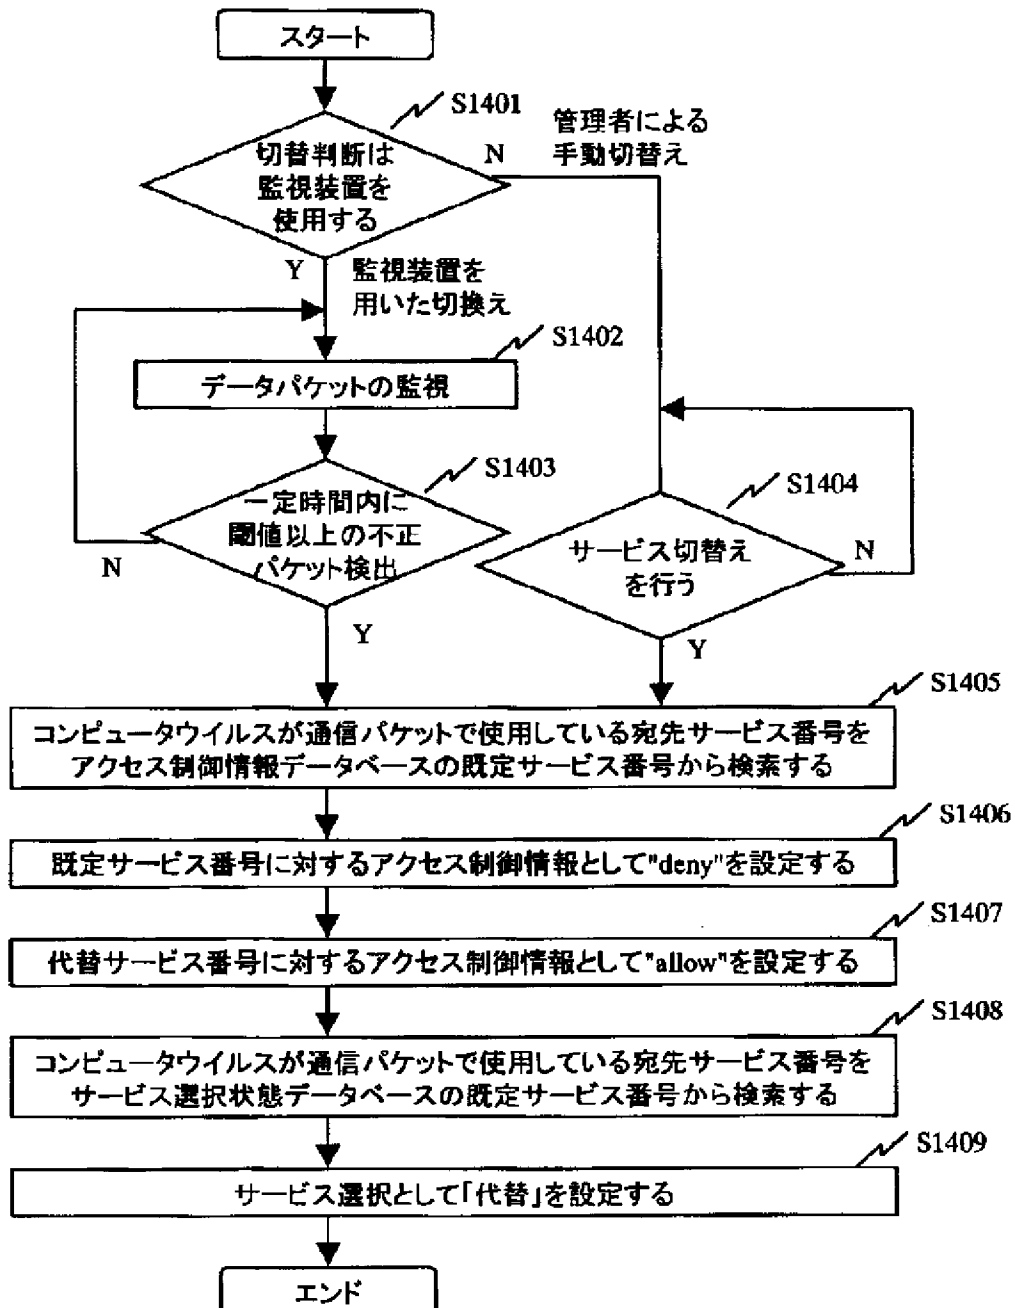 スタート
S1401
切替判断は
監視装置を
使用する
N
管理者による
手動切替え
Y
監視装置を
用いた切換え
S1402
データパケットの監視
S1403
一定時間内に
閾値以上の不正
パケット検出
N
Y
S1404
サービス切替え
を行う
N
Y
S1405
コンピュータウイルスが通信パケットで使用している宛先サービス番号を
アクセス制御情報データベースの既定サービス番号から検索する
S1406
既定サービス番号に対するアクセス制御情報として"deny"を設定する
S1407
代替サービス番号に対するアクセス制御情報として"allow"を設定する
S1408
コンピュータウイルスが通信パケットで使用している宛先サービス番号を
サービス選択状態データベースの既定サービス番号から検索する
S1409
サービス選択として「代替」を設定する
エンド